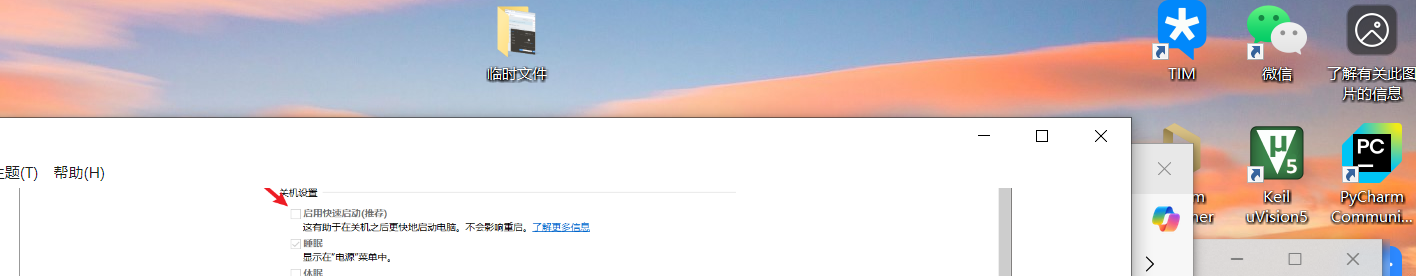 临时文件
TIM
微信
了解有关此图
片的信息
主题(T) 帮助(H)
关机设置
启用快速启动(推荐)
这有助于在关机之后更快地启动电脑。不会影响重启。了解更多信息
睡眠
显示在"电源"菜单中。
休眠
PC
5
Keil
uVision5
PyCharm
Communi...